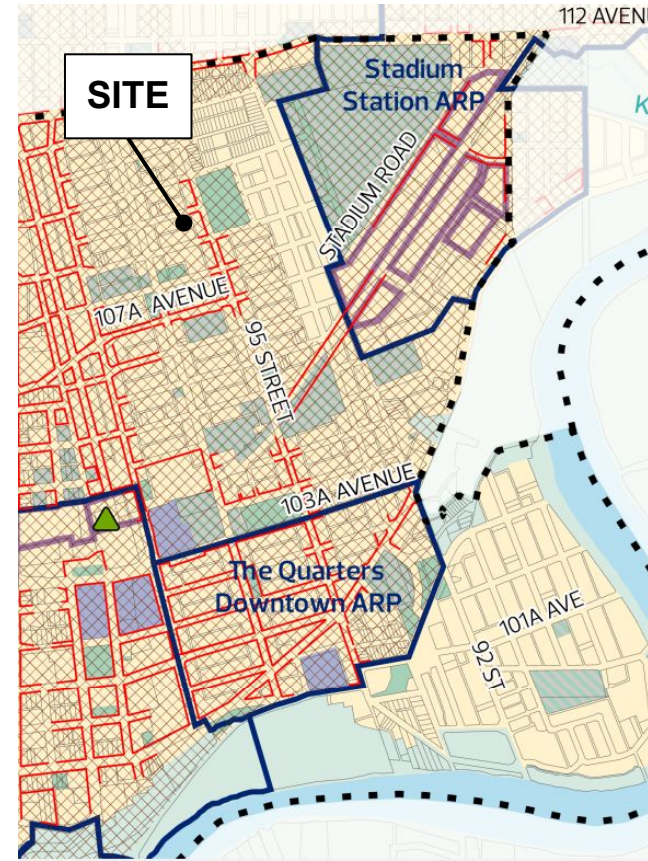 112 AVENU
SITE
Stadium
Station ARP
K
STADIUM ROAD
107A AVENUE
95 STREET
103A AVENUE
The Quarters
Downtown ARP
101A AVE
92 ST